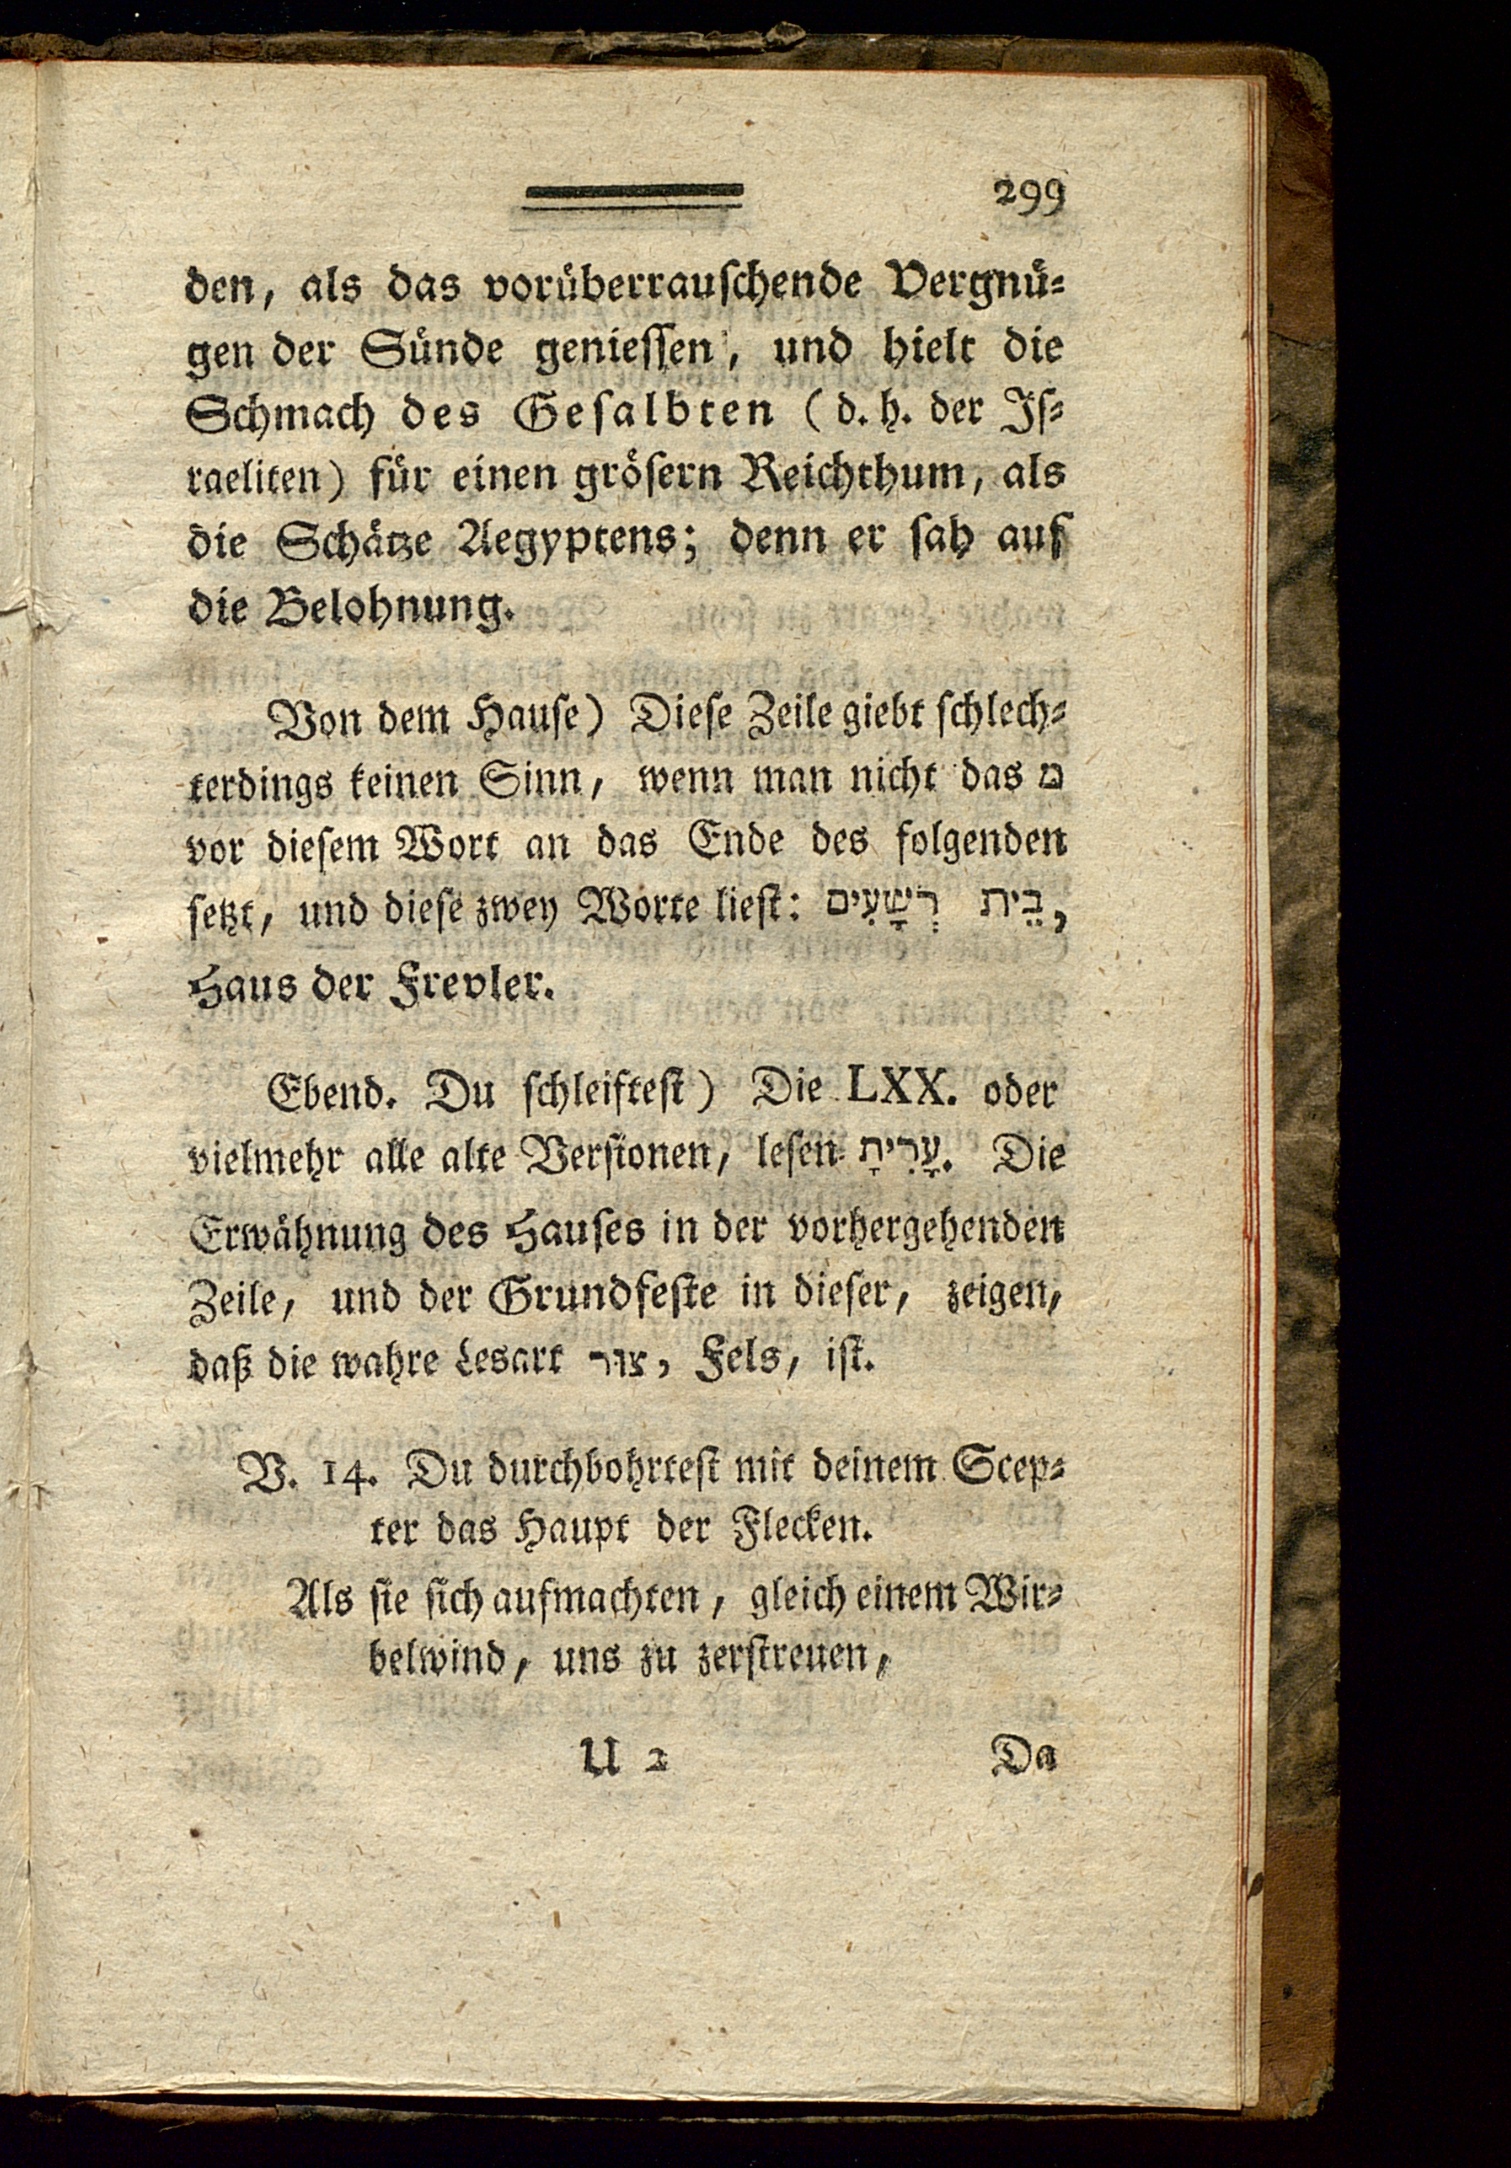 299
den, als das vorüberrauschende Vergnü-
gen der Sünde geniessen, und hielt die
Schmach des Gesalbten (d. h. der Is-
raeliten) für einen grösern Reichthum, als
die Schätze Aegyptens; denn er sah auf
die Belohnung.
Von dem Hause) Diese Zeile giebt schlech-
terdings keinen Sinn, wenn man nicht das מ
vor diesem Wort an das Ende des folgenden
setzt, und diese zwey Worte liest: בֵּית רְשָׁעִים,
Haus der Frevler.
Ebend. Du schleiftest) Die LXX. oder
vielmehr alle alte Versionen, lesen עָרִיתָ. Die
Erwähnung des Hauses in der vorhergehenden
Zeile, und der Grundfeste in dieser, zeigen,
daß die wahre Lesart צור, Fels, ist.
V. 14. Du durchbohrtest mit deinem Scep-
ter das Haupt der Flecken.
Als sie sich aufmachten, gleich einem Wir-
belwind, uns zu zerstreuen,
U 2 Da